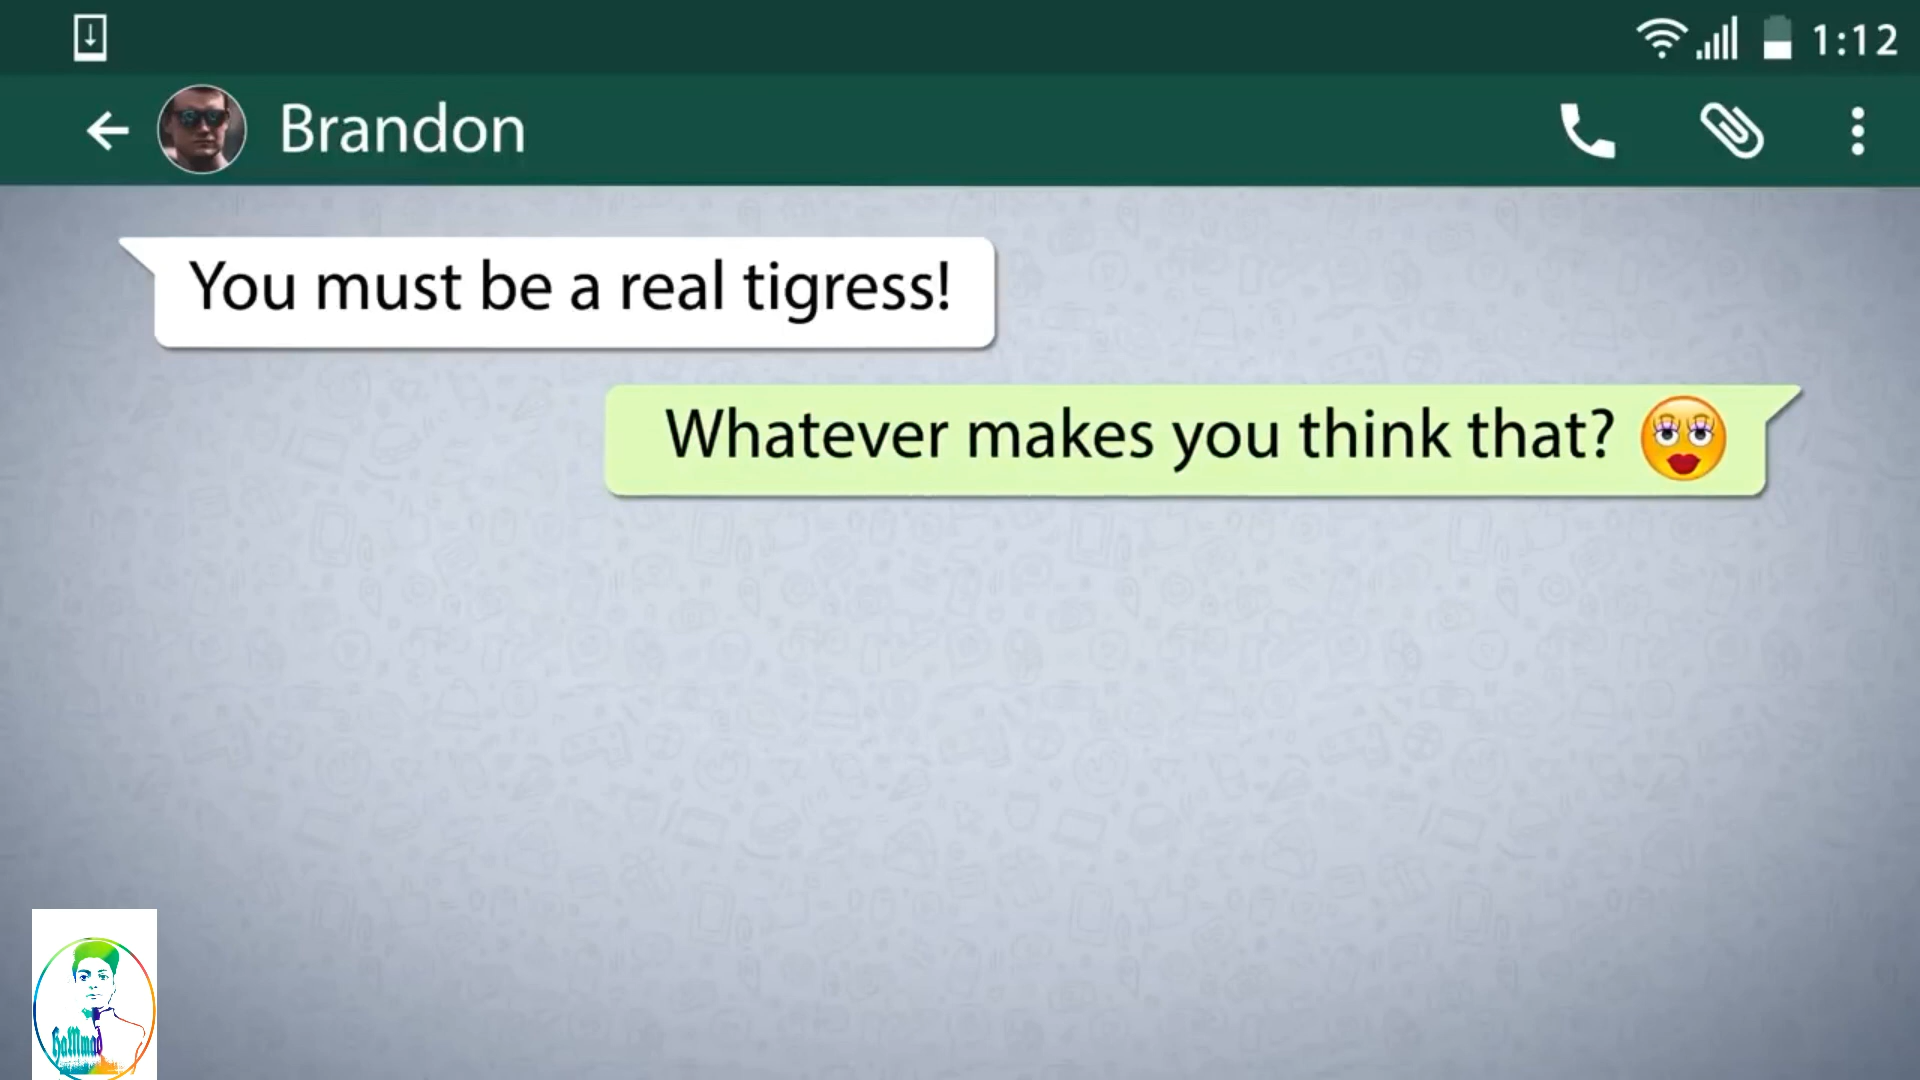 1:12
Brandon
You must be a real tigress!
Whatever makes you think that?